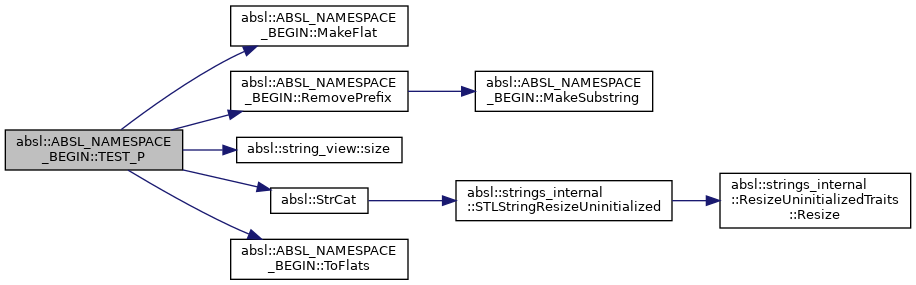 absl::ABSL_NAMESPACE
_BEGIN::TEST_P
absl::ABSL_NAMESPACE
_BEGIN::MakeFlat
absl::ABSL_NAMESPACE
_BEGIN::RemovePrefix
absl::ABSL_NAMESPACE
_BEGIN::MakeSubstring
absl::string_view::size
absl::StrCat
absl::strings_internal
::STLStringResizeUninitialized
absl::strings_internal
::ResizeUninitializedTraits
::Resize
absl::ABSL_NAMESPACE
_BEGIN::ToFlats